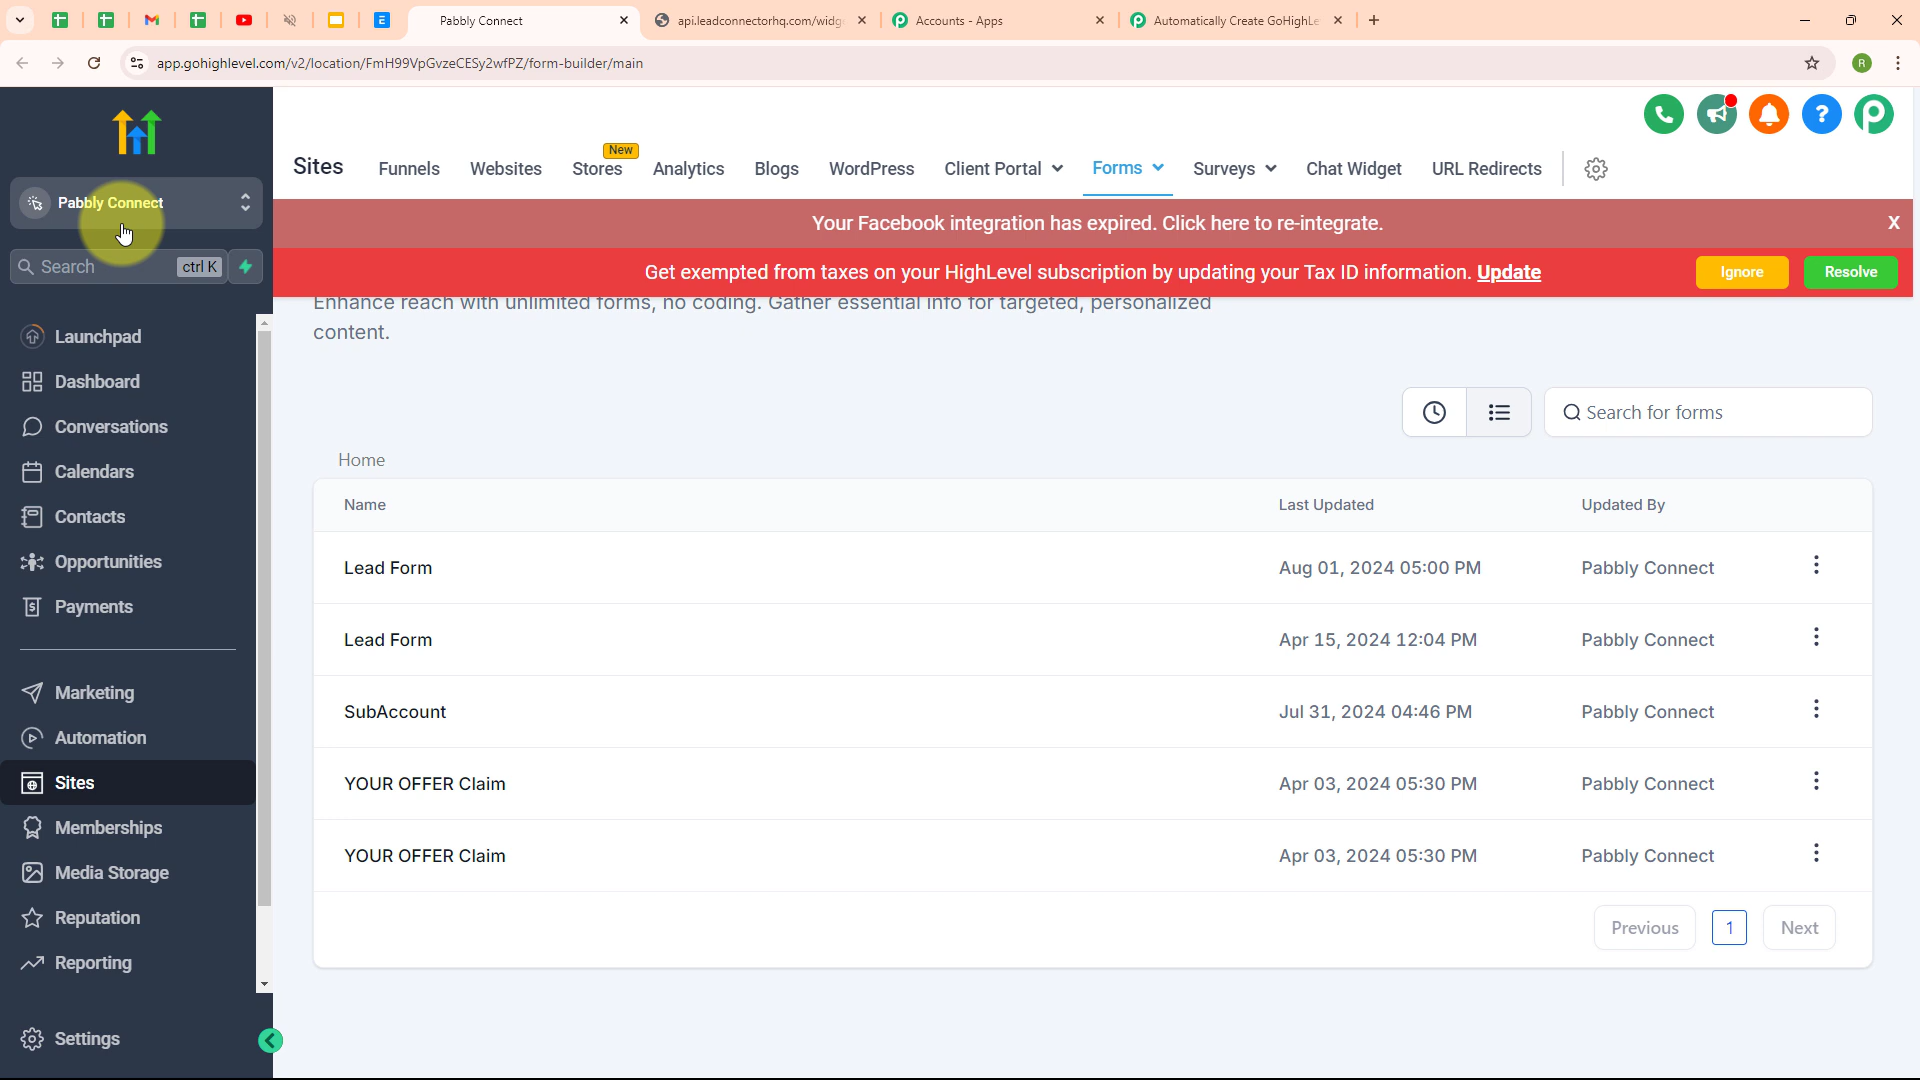 Pabbly Connect
api.leadconnectorhq.com/widg
Accounts - Apps
Automatically Create GoHighLe
app.gohighlevel.com/v2/location/FmH99VpGvzeCESy2wfPZ/form-builder/main
R
Pabbly Connect
Search
ctrl K
Launchpad
Dashboard
Conversations
Calendars
Contacts
Opportunities
Payments
Marketing
Automation
Sites
Memberships
Media Storage
Reputation
Reporting
Settings
Sites
Funnels
Websites
Stores
New
Analytics
Blogs
WordPress
Client Portal
Forms
Surveys
Chat Widget
URL Redirects
Your Facebook integration has expired. Click here to re-integrate.
X
Get exempted from taxes on your HighLevel subscription by updating your Tax ID information. Update
Ignore
Resolve
Enhance reach with unlimited forms, no coding. Gather essential info for targeted, personalized
content.
Search for forms
Home
Name Last Updated Updated By
Lead Form Aug 01, 2024 05:00 PM Pabbly Connect
Lead Form Apr 15, 2024 12:04 PM Pabbly Connect
SubAccount Jul 31, 2024 04:46 PM Pabbly Connect
YOUR OFFER Claim Apr 03, 2024 05:30 PM Pabbly Connect
YOUR OFFER Claim Apr 03, 2024 05:30 PM Pabbly Connect
Previous 1 Next